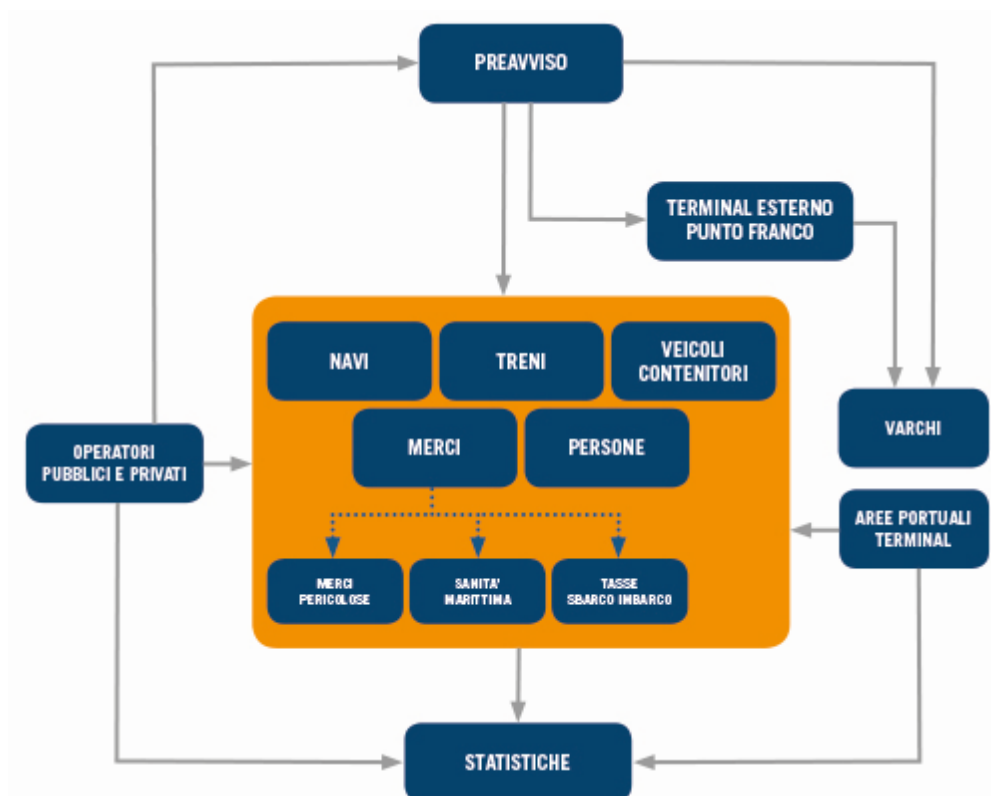 PREAVVISO
TERMINAL ESTERNO
PUNTO FRANCO
NAVI
TRENI
VEICOLI
CONTENITORI
MERCI
PERSONE
VARCHI
OPERATORI
PUBBLICI E PRIVATI
AREE PORTUALI
TERMINAL
MERCI
PERICOLOSE
SANITA'
MARITTIMA
TASSE
SBARCO IMBARCO
STATISTICHE